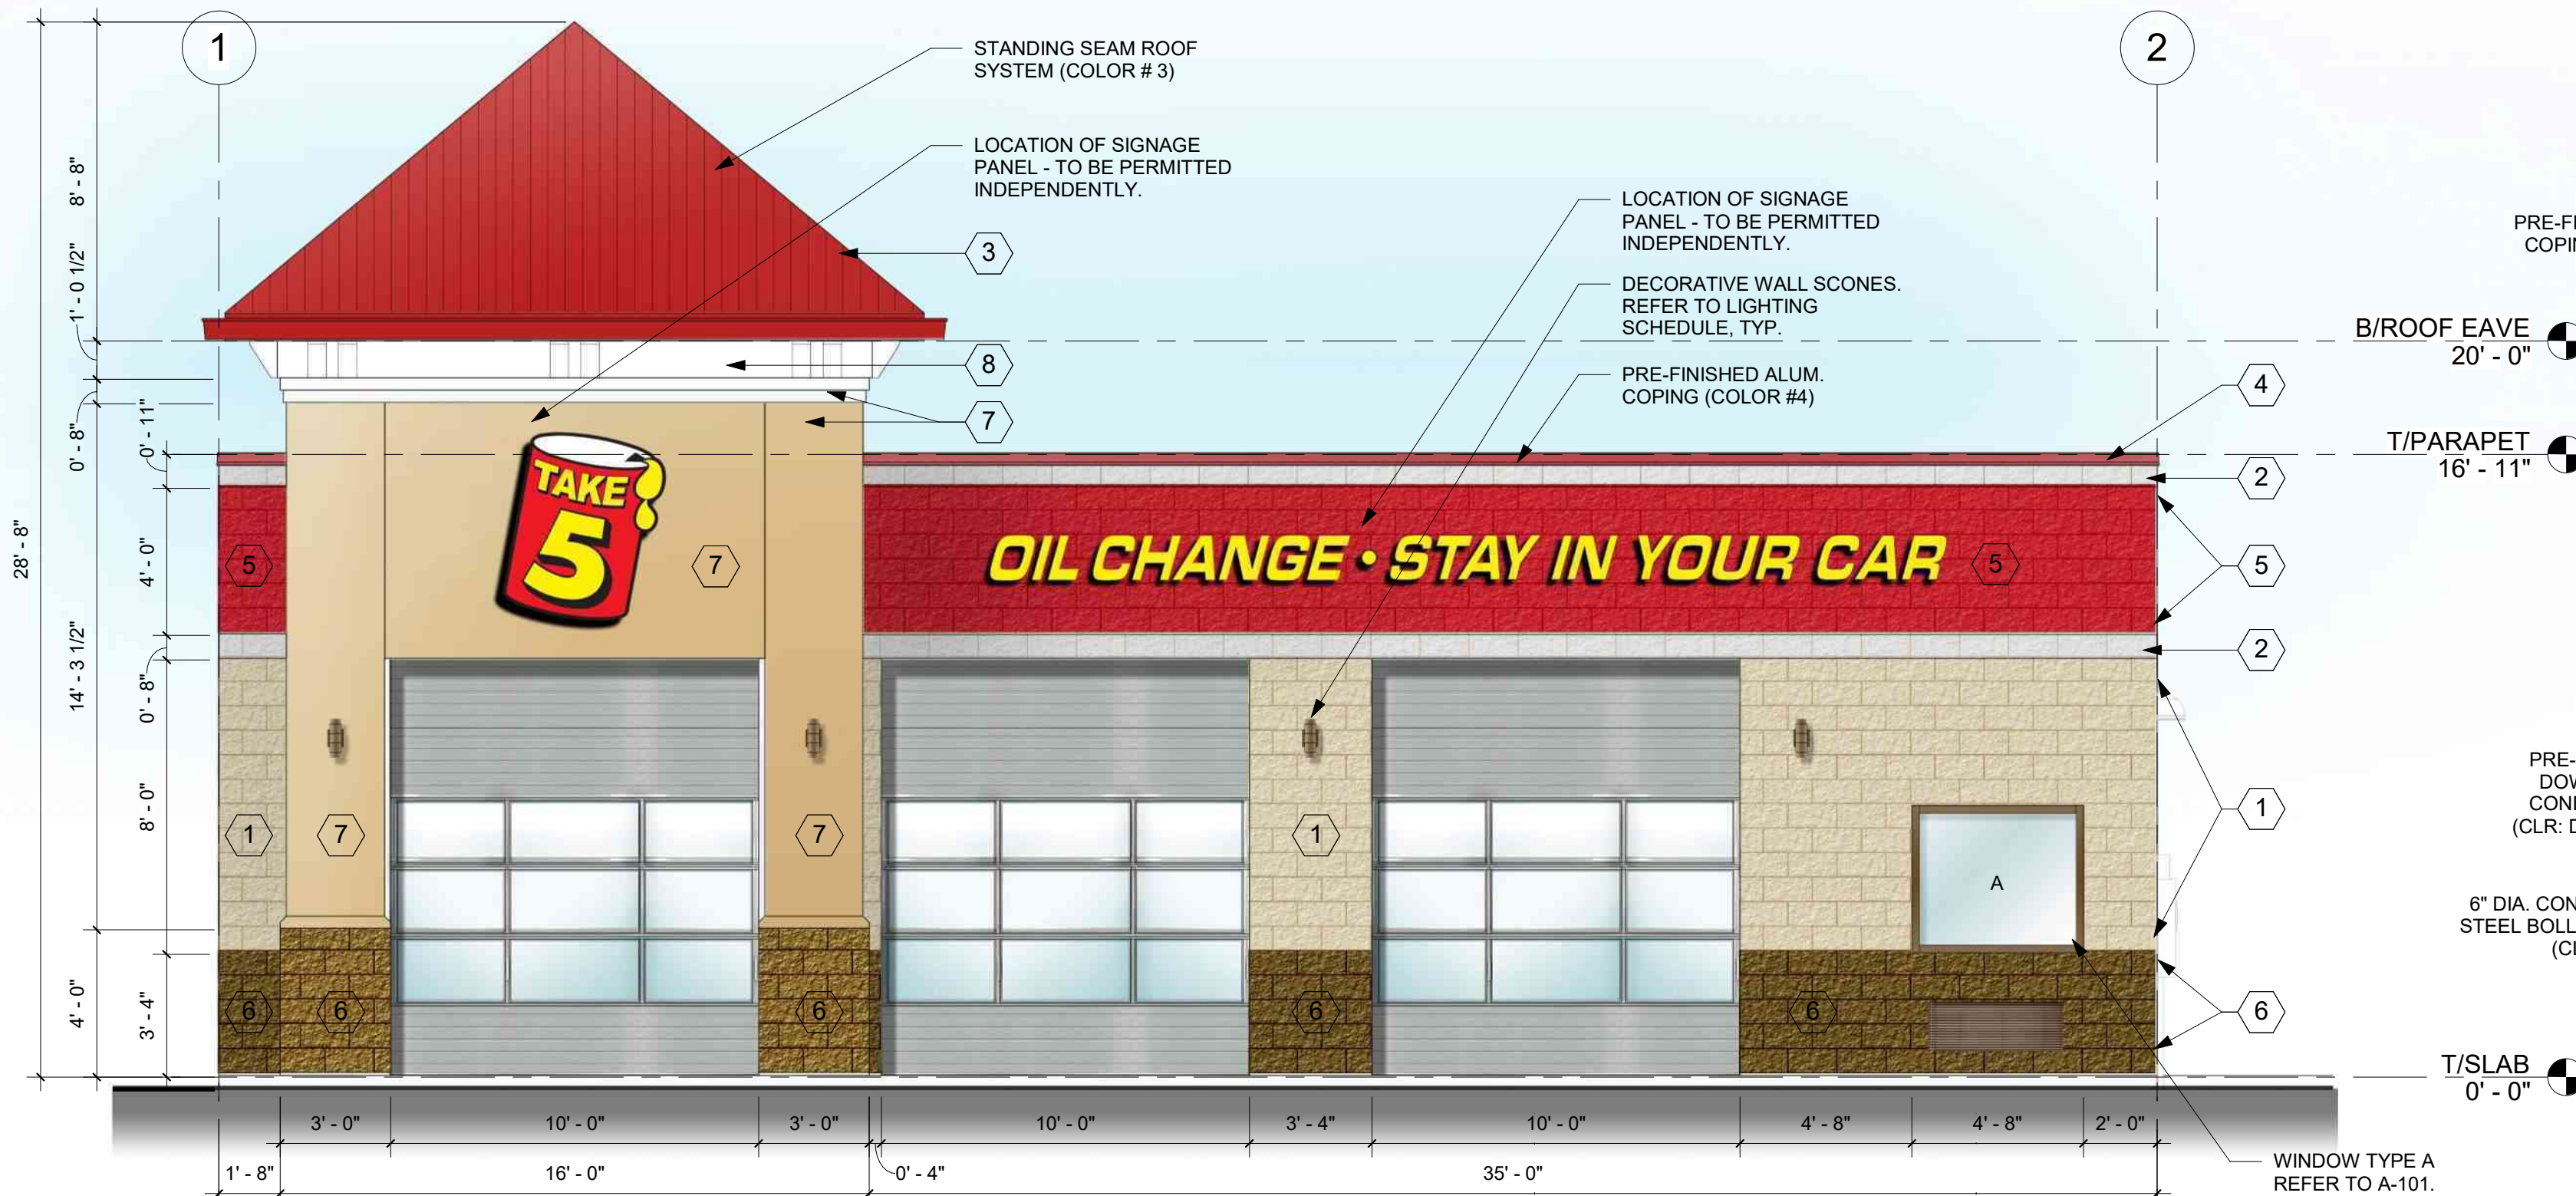 1
2
STANDING SEAM ROOF
SYSTEM (COLOR # 3)
LOCATION OF SIGNAGE
PANEL - TO BE PERMITTED
INDEPENDENTLY.
LOCATION OF SIGNAGE
PANEL - TO BE PERMITTED
INDEPENDENTLY.
DECORATIVE WALL SCONES.
REFER TO LIGHTING
SCHEDULE, TYP.
PRE-FINISHED ALUM.
COPING (COLOR #4)
3
8
7
4
2
5
2
1
6
B/ROOF EAVE
20' - 0"
T/PARAPET
16' - 11"
T/SLAB
0' - 0"
PRE-
6" DIA.
STEEL
28' - 8"
8' - 8"
1' - 0 1/2"
0' - 8"
14' - 3 1/2"
4' - 0"
0' - 11"
4' - 0"
0' - 8"
8' - 0"
3' - 4"
TAKE
5
OIL CHANGE • STAY IN YOUR CAR
5
7
5
1
7
7
1
A
6
6
6
6
6
3' - 0"
10' - 0"
3' - 0"
10' - 0"
3' - 4"
10' - 0"
4' - 8"
4' - 8"
2' - 0"
1' - 8"
16' - 0"
0' - 4"
35' - 0"
WINDOW TYPE A
REFER TO A-101.